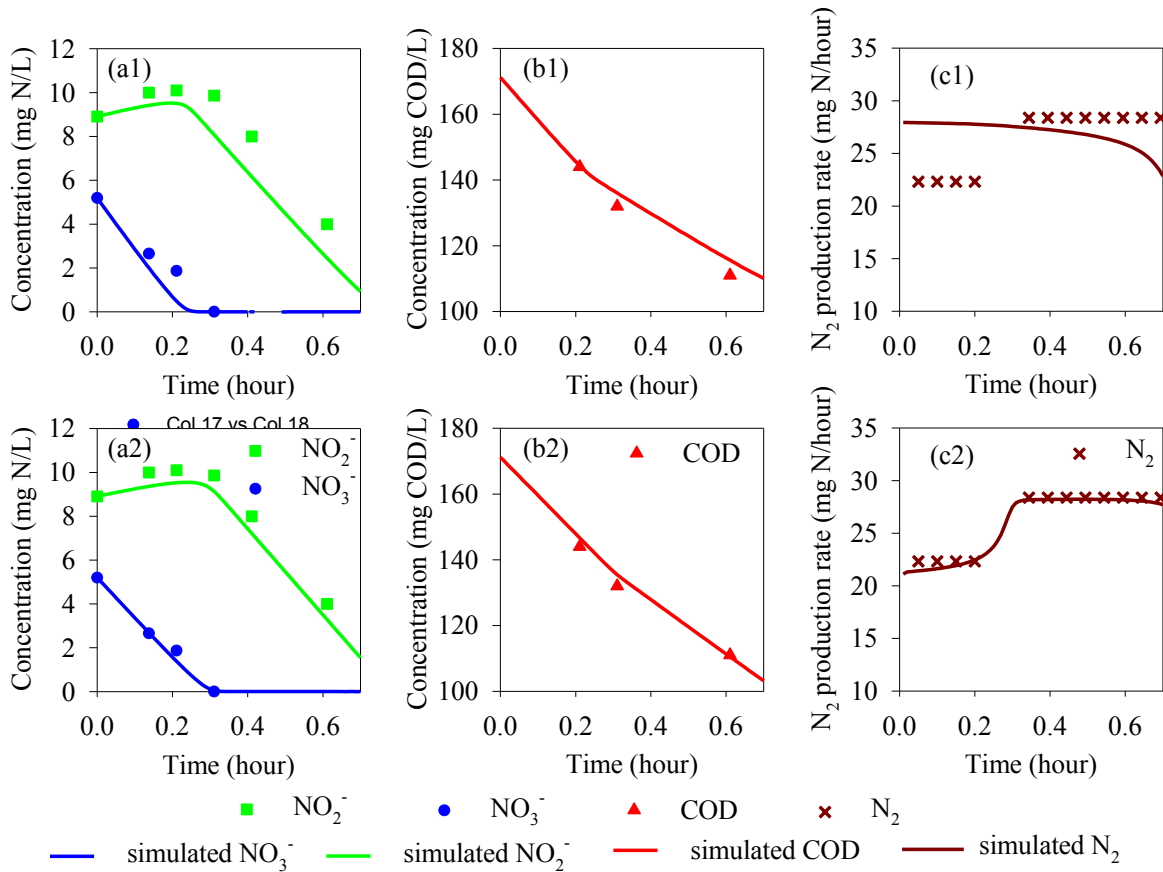 Concentration (mg N/L)
12
10
8
6
4
2
0
(a1)
0.0 0.2 0.4 0.6
Time (hour)
Concentration (mg COD/L)
180
160
140
120
100
(b1)
0.0 0.2 0.4 0.6
Time (hour)
N₂ production rate (mg N/hour)
35
30
25
20
15
10
(c1)
0.0 0.2 0.4 0.6
Time (hour)
Col 17 vs Col 18
Concentration (mg N/L)
12
10
8
6
4
2
0
(a2)
NO₂⁻
NO₃⁻
0.0 0.2 0.4 0.6
Time (hour)
Concentration (mg COD/L)
180
160
140
120
100
(b2)
COD
0.0 0.2 0.4 0.6
Time (hour)
N₂ production rate (mg N/hour)
35
30
25
20
15
10
(c2)
N₂
0.0 0.2 0.4 0.6
Time (hour)
NO₂⁻ NO₃⁻ COD N₂
simulated NO₃⁻ simulated NO₂⁻ simulated COD simulated N₂